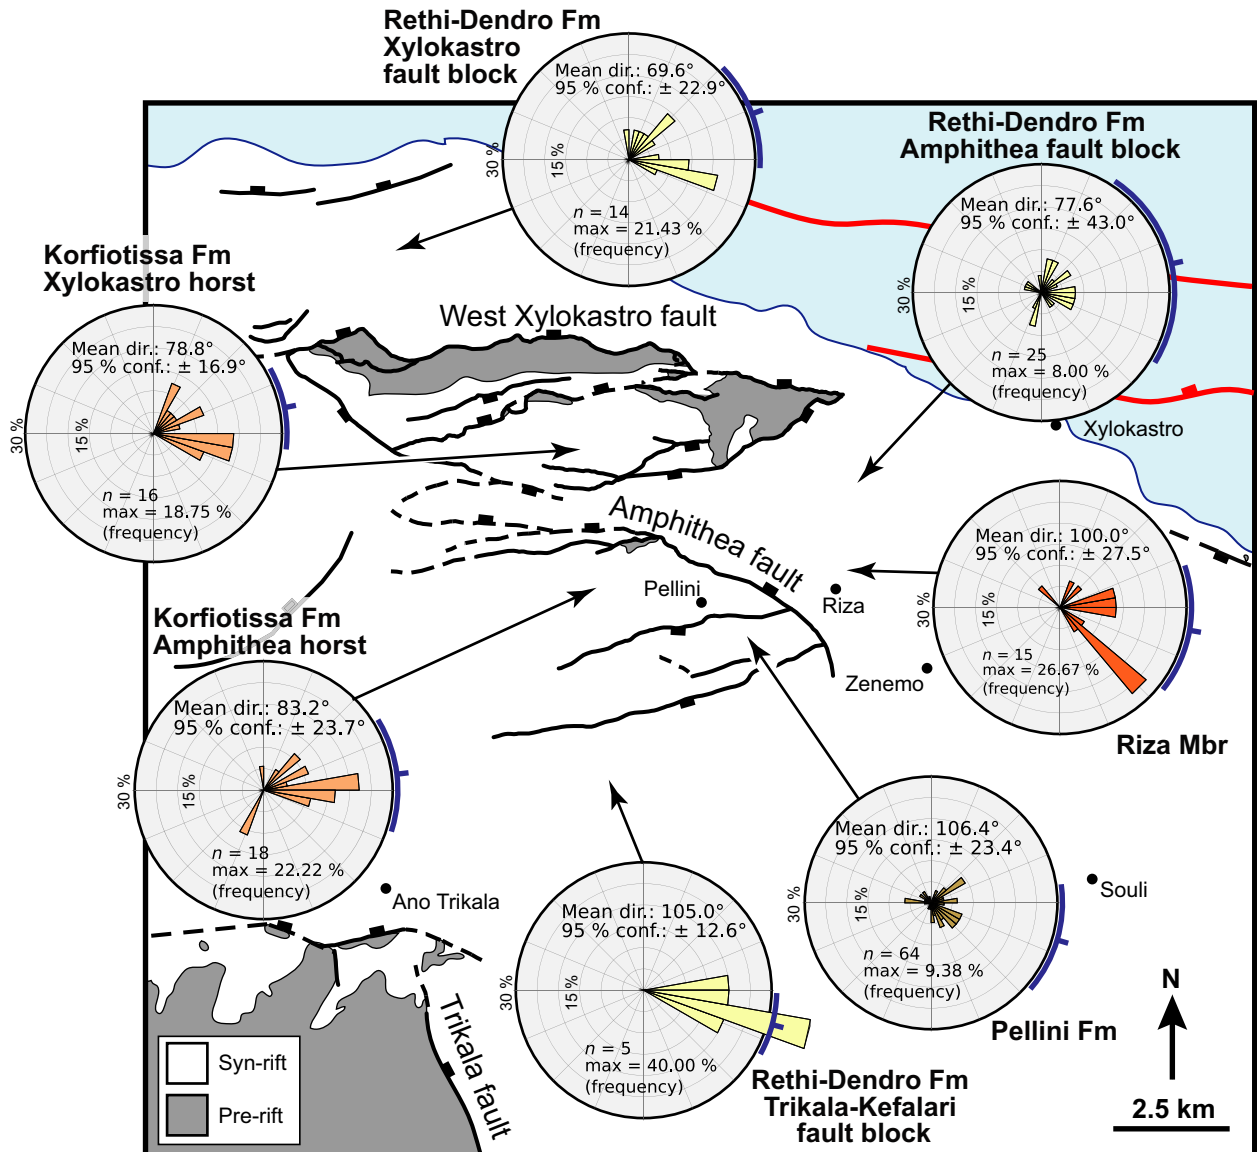 Rethi-Dendro Fm
Xylokastro
fault block
Mean dir.: 69.6°
95 % conf.: ± 22.9°
30 %
15 %
n = 14
max = 21.43 %
(frequency)
Rethi-Dendro Fm
Amphithea fault block
Mean dir.: 77.6°
95 % conf.: ± 43.0°
30 %
15 %
n = 25
max = 8.00 %
(frequency)
Korfiotissa Fm
Xylokastro horst
Mean dir.: 78.8°
95 % conf.: ± 16.9°
30 %
15 %
n = 16
max = 18.75 %
(frequency)
West Xylokastro fault
Xylokastro
Amphithea fault
Pellini
Riza
Zenemo
Mean dir.: 100.0°
95 % conf.: ± 27.5°
30 %
15 %
n = 15
max = 26.67 %
(frequency)
Riza Mbr
Korfiotissa Fm
Amphithea horst
Mean dir.: 83.2°
95 % conf.: ± 23.7°
30 %
15 %
n = 18
max = 22.22 %
(frequency)
Ano Trikala
Mean dir.: 106.4°
95 % conf.: ± 23.4°
30 %
15 %
n = 64
max = 9.38 %
(frequency)
Pellini Fm
Souli
Mean dir.: 105.0°
95 % conf.: ± 12.6°
30 %
15 %
n = 5
max = 40.00 %
(frequency)
Rethi-Dendro Fm
Trikala-Kefalari
fault block
Trikala fault
Syn-rift
Pre-rift
N
2.5 km